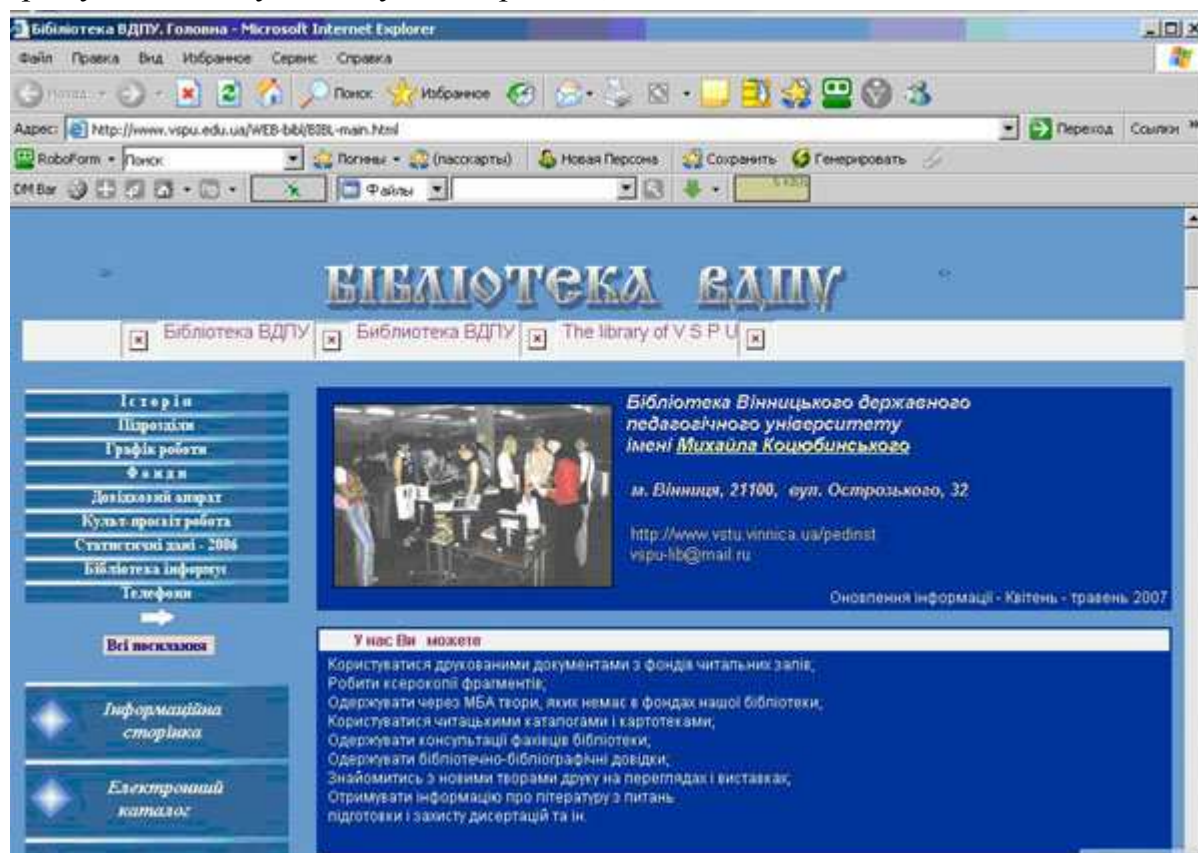 Бібліотека ВДПУ. Головна - Microsoft Internet Explorer
Файл Правка Вид Избранное Сервис Справка
Назад Поиск Избранное
Адрес: http://www.vspu.edu.ua/WEB-bibl/BIBL-main.html Переход Ссылки »
RoboForm Поиск Логины (пасскарты) Новая Персона Сохранить Генерировать
DM Bar Файлы
БІБЛІОТЕКА ВДПУ
Бібліотека ВДПУ Библиотека ВДПУ The library of V S P U
Історія
Підрозділи
Графік роботи
Фонди
Довідковий апарат
Культ-просвіт робота
Статистичні дані - 2006
Бібліотека інформує
Телефони
Всі посилання
Інформаційна
сторінка
Електронний
каталог
Бібліотека Вінницького державного
педагогічного університету
імені Михайла Коцюбинського
м. Вінниця, 21100, вул. Острозького, 32
http://www.vstu.vinnica.ua/pedinst
vspu-lib@mail.ru
Оновлення інформації - Квітень - травень 2007
У нас Ви можете
Користуватися друкованими документами з фондів читальних залів;
Робити ксерокопії фрагментів;
Одержувати через МБА твори, яких немає в фондах нашої бібліотеки;
Користуватися читацькими каталогами і картотеками;
Одержувати консультації фахівців бібліотеки;
Одержувати бібліотечно-бібліографічні довідки;
Знайомитись з новими творами друку на переглядах і виставках;
Отримувати інформацію про літературу з питань
підготовки і захисту дисертацій та ін.